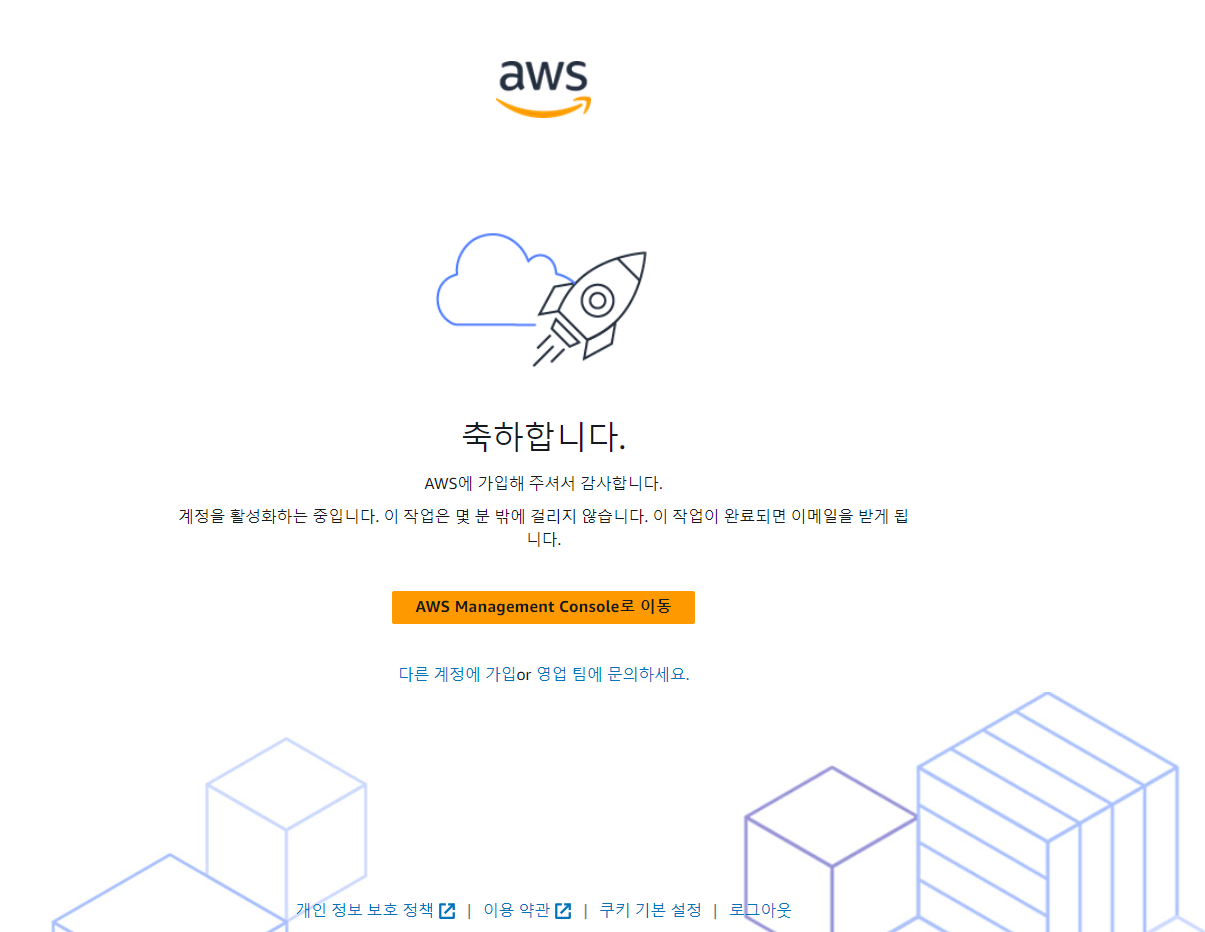 aws
축하합니다.
AWS에 가입해 주셔서 감사합니다.
계정을 활성화하는 중입니다. 이 작업은 몇 분 밖에 걸리지 않습니다. 이 작업이 완료되면 이메일을 받게 됩
니다.
AWS Management Console로 이동
다른 계정에 가입or 영업 팀에 문의하세요.
개인 정보 보호 정책 | 이용 약관 | 쿠키 기본 설정 | 로그아웃